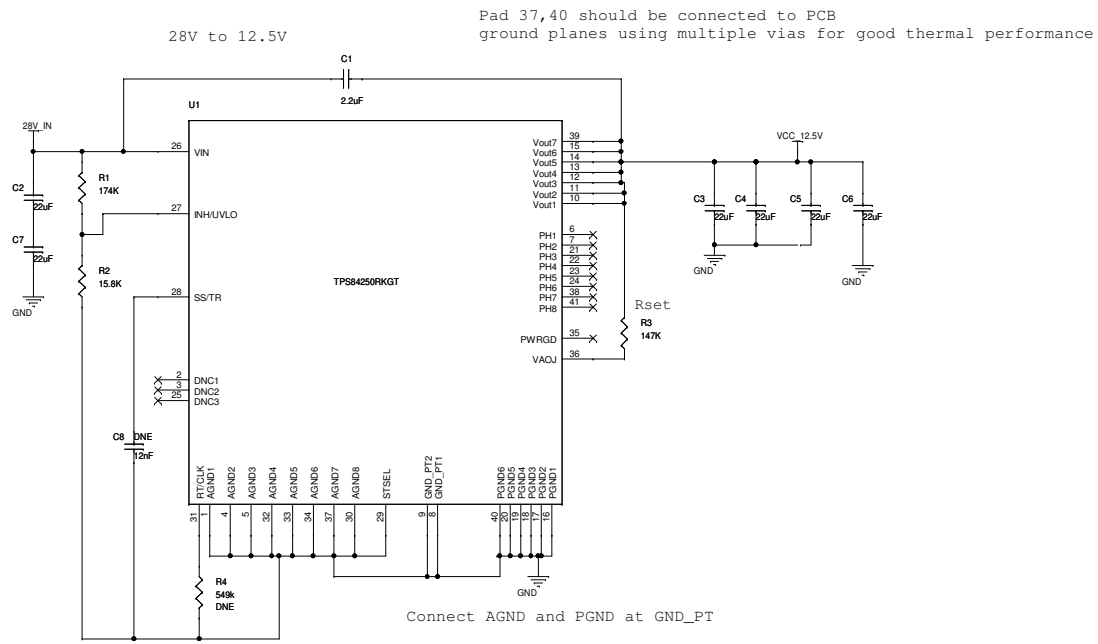 Pad 37,40 should be connected to PCB
ground planes using multiple vias for good thermal performance
28V to 12.5V
C1
2.2uF
U1
28V_IN
VCC_12.5V
26
VIN
R1
174K
27
INH/UVLO
C2
22uF
C7
22uF
GND
R2
15.8K
28
SS/TR
TPS84250RKGT
Vout7
39
Vout6
15
Vout5
14
Vout4
13
Vout3
12
Vout2
11
Vout1
10
PH1
6
PH2
7
PH3
21
PH4
22
PH5
23
PH6
24
PH7
38
PH8
41
PWRGD
35
VAOJ
36
Rset
R3
147K
C3
22uF
C4
22uF
C5
22uF
C6
22uF
GND
GND
2
DNC1
3
DNC2
25
DNC3
C8
DNE
12nF
RT/CLK
AGND1
AGND2
AGND3
AGND4
AGND5
AGND6
AGND7
AGND8
STSEL
GND_PT2
GND_PT1
PGND6
PGND5
PGND4
PGND3
PGND2
PGND1
31
1
4
5
32
33
34
37
30
29
9
8
40
20
19
18
17
16
R4
549k
DNE
GND
Connect AGND and PGND at GND_PT